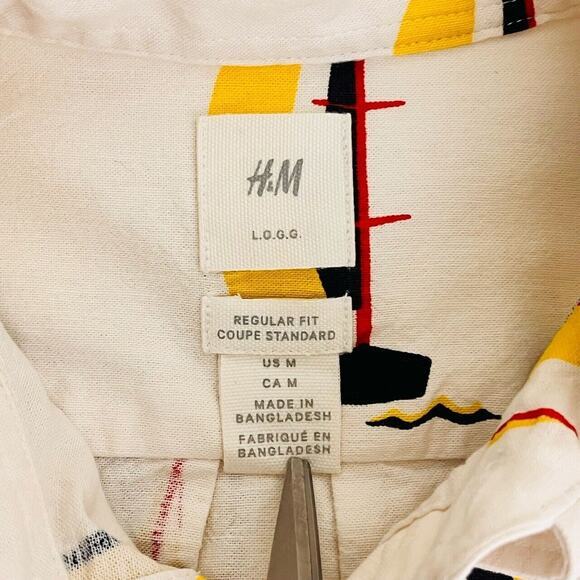 H&M
L.O.G.G.
REGULAR FIT
COUPE STANDARD
US M
CA M
MADE IN
BANGLADESH
FABRIQUÉ EN
BANGLADESH